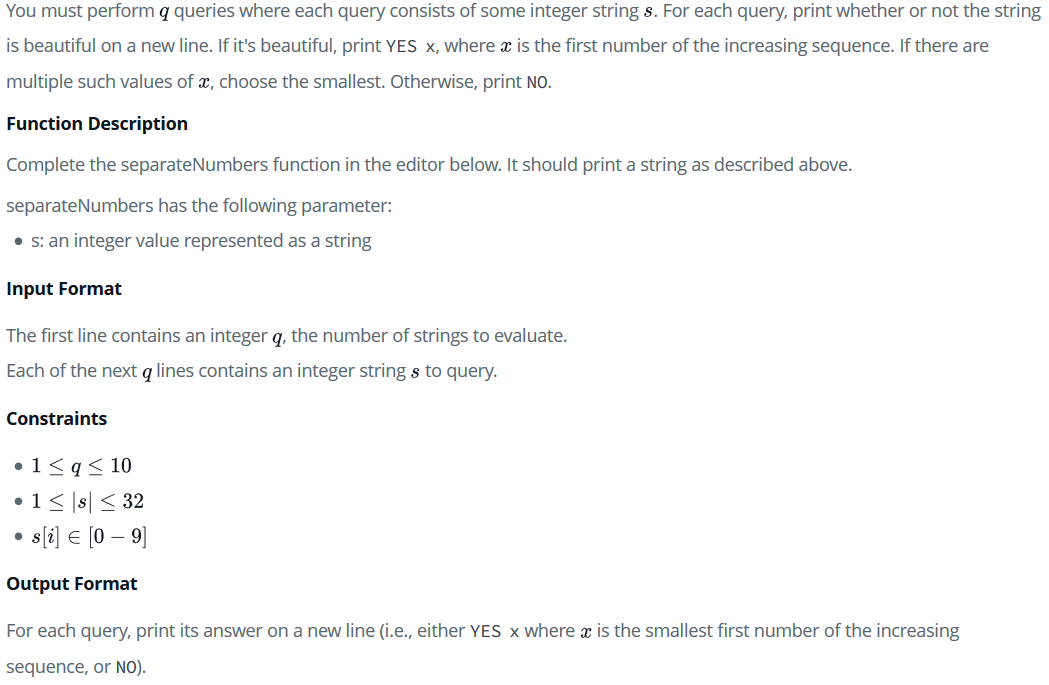 You must perform q queries where each query consists of some integer string s. For each query, print whether or not the string
is beautiful on a new line. If it's beautiful, print YES x, where x is the first number of the increasing sequence. If there are
multiple such values of x, choose the smallest. Otherwise, print NO.
Function Description
Complete the separateNumbers function in the editor below. It should print a string as described above.
separateNumbers has the following parameter:
• s: an integer value represented as a string
Input Format
The first line contains an integer q, the number of strings to evaluate.
Each of the next q lines contains an integer string s to query.
Constraints
• 1 ≤ q ≤ 10
• 1 ≤ |s| ≤ 32
• s[i] ∈ [0 − 9]
Output Format
For each query, print its answer on a new line (i.e., either YES x where x is the smallest first number of the increasing
sequence, or NO).